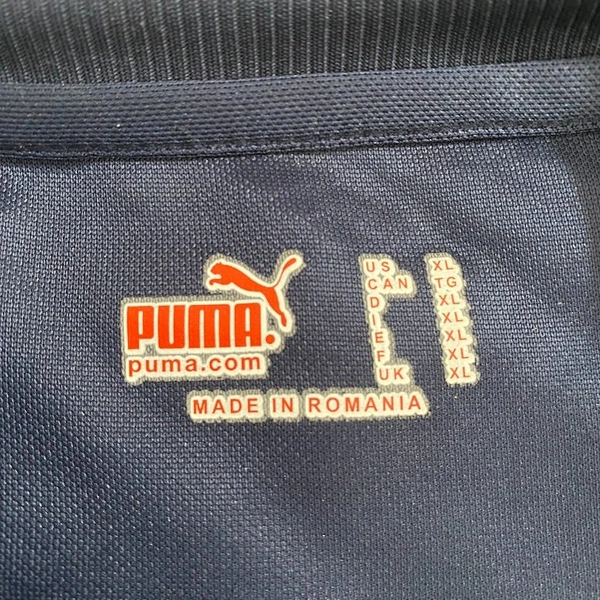 PUMA.
puma.com
US XL
CAN TG
D XL
I XL
E XL
F XL
UK XL
MADE IN ROMANIA